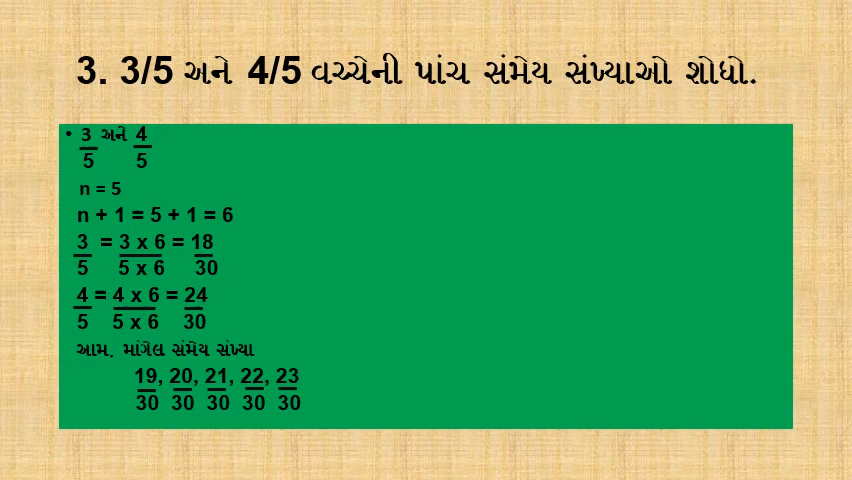 3. 3/5 અને 4/5 વચ્ચેની પાંચ સંમેય સંખ્યાઓ શોધો.
• 3 અને 4
5 5
n = 5
n + 1 = 5 + 1 = 6
3 = 3 x 6 = 18
5 5 x 6 30
4 = 4 x 6 = 24
5 5 x 6 30
આમ, માંગેલ સંમેય સંખ્યા
19, 20, 21, 22, 23
30 30 30 30 30